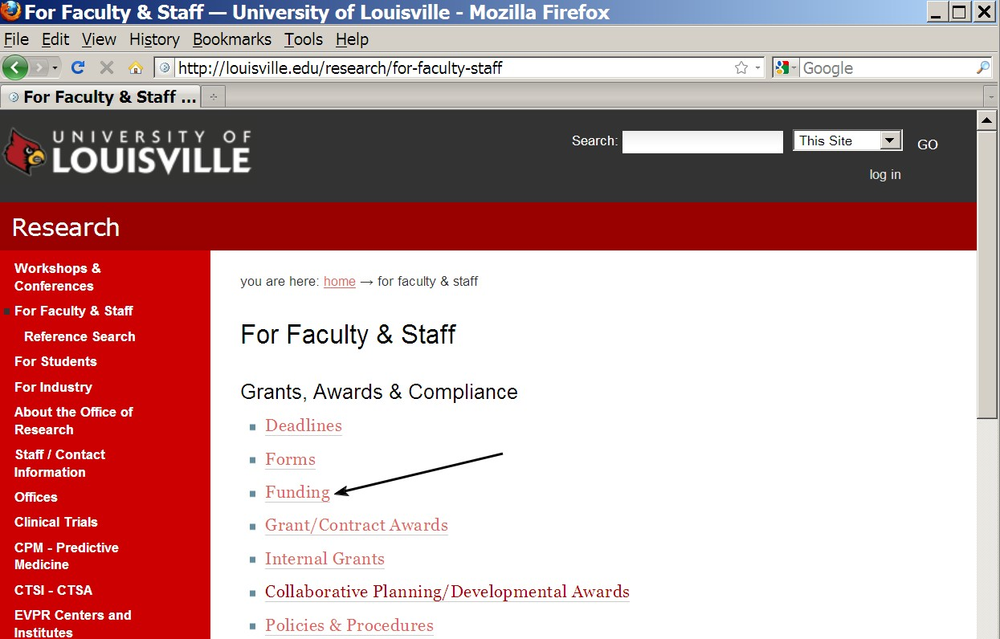 For Faculty & Staff — University of Louisville - Mozilla Firefox
File Edit View History Bookmarks Tools Help
http://louisville.edu/research/for-faculty-staff
Google
For Faculty & Staff ...
UNIVERSITY OF
LOUISVILLE
Search:
This Site
GO
log in
Research
Workshops &
Conferences
For Faculty & Staff
Reference Search
For Students
For Industry
About the Office of
Research
Staff / Contact
Information
Offices
Clinical Trials
CPM - Predictive
Medicine
CTSI - CTSA
EVPR Centers and
Institutes
you are here: home → for faculty & staff
For Faculty & Staff
Grants, Awards & Compliance
Deadlines
Forms
Funding
Grant/Contract Awards
Internal Grants
Collaborative Planning/Developmental Awards
Policies & Procedures